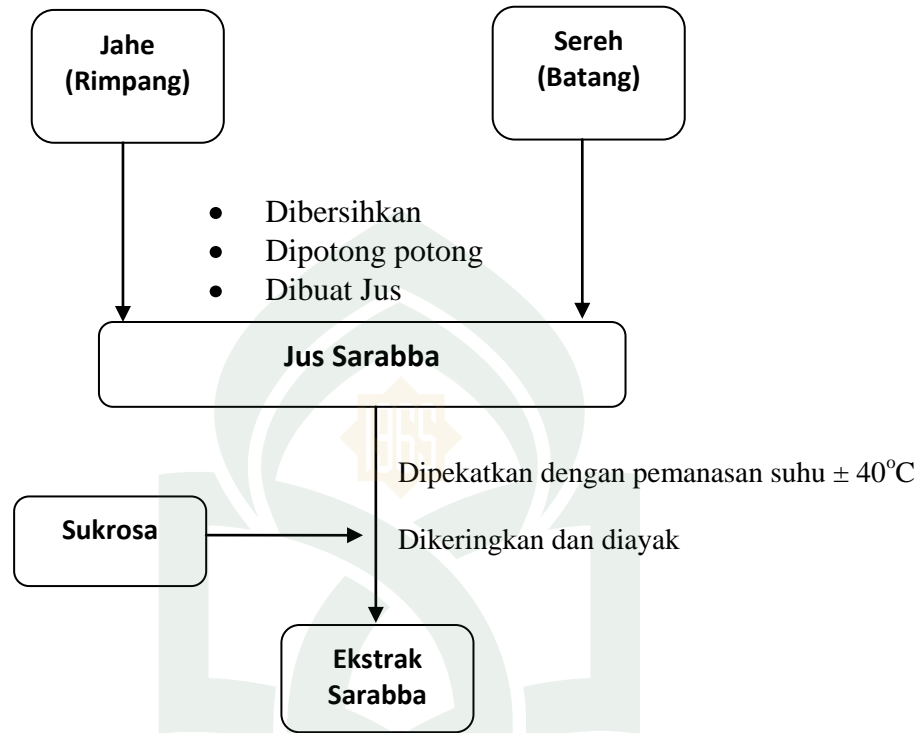 Jahe
(Rimpang)
Sereh
(Batang)
• Dibersihkan
• Dipotong potong
• Dibuat Jus
Jus Sarabba
1965
Dipekatkan dengan pemanasan suhu ± 40°C
Sukrosa
Dikeringkan dan diayak
Ekstrak
Sarabba